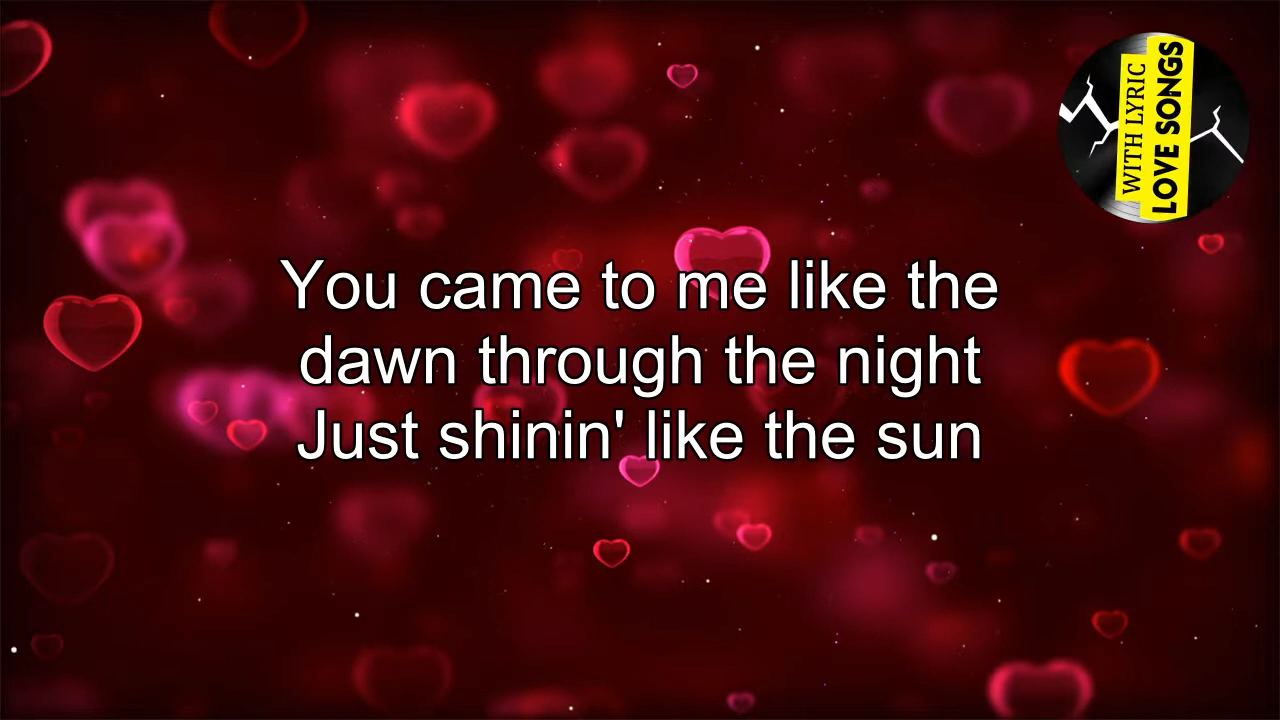 WITH LYRIC
LOVE SONGS
You came to me like the
dawn through the night
Just shinin' like the sun